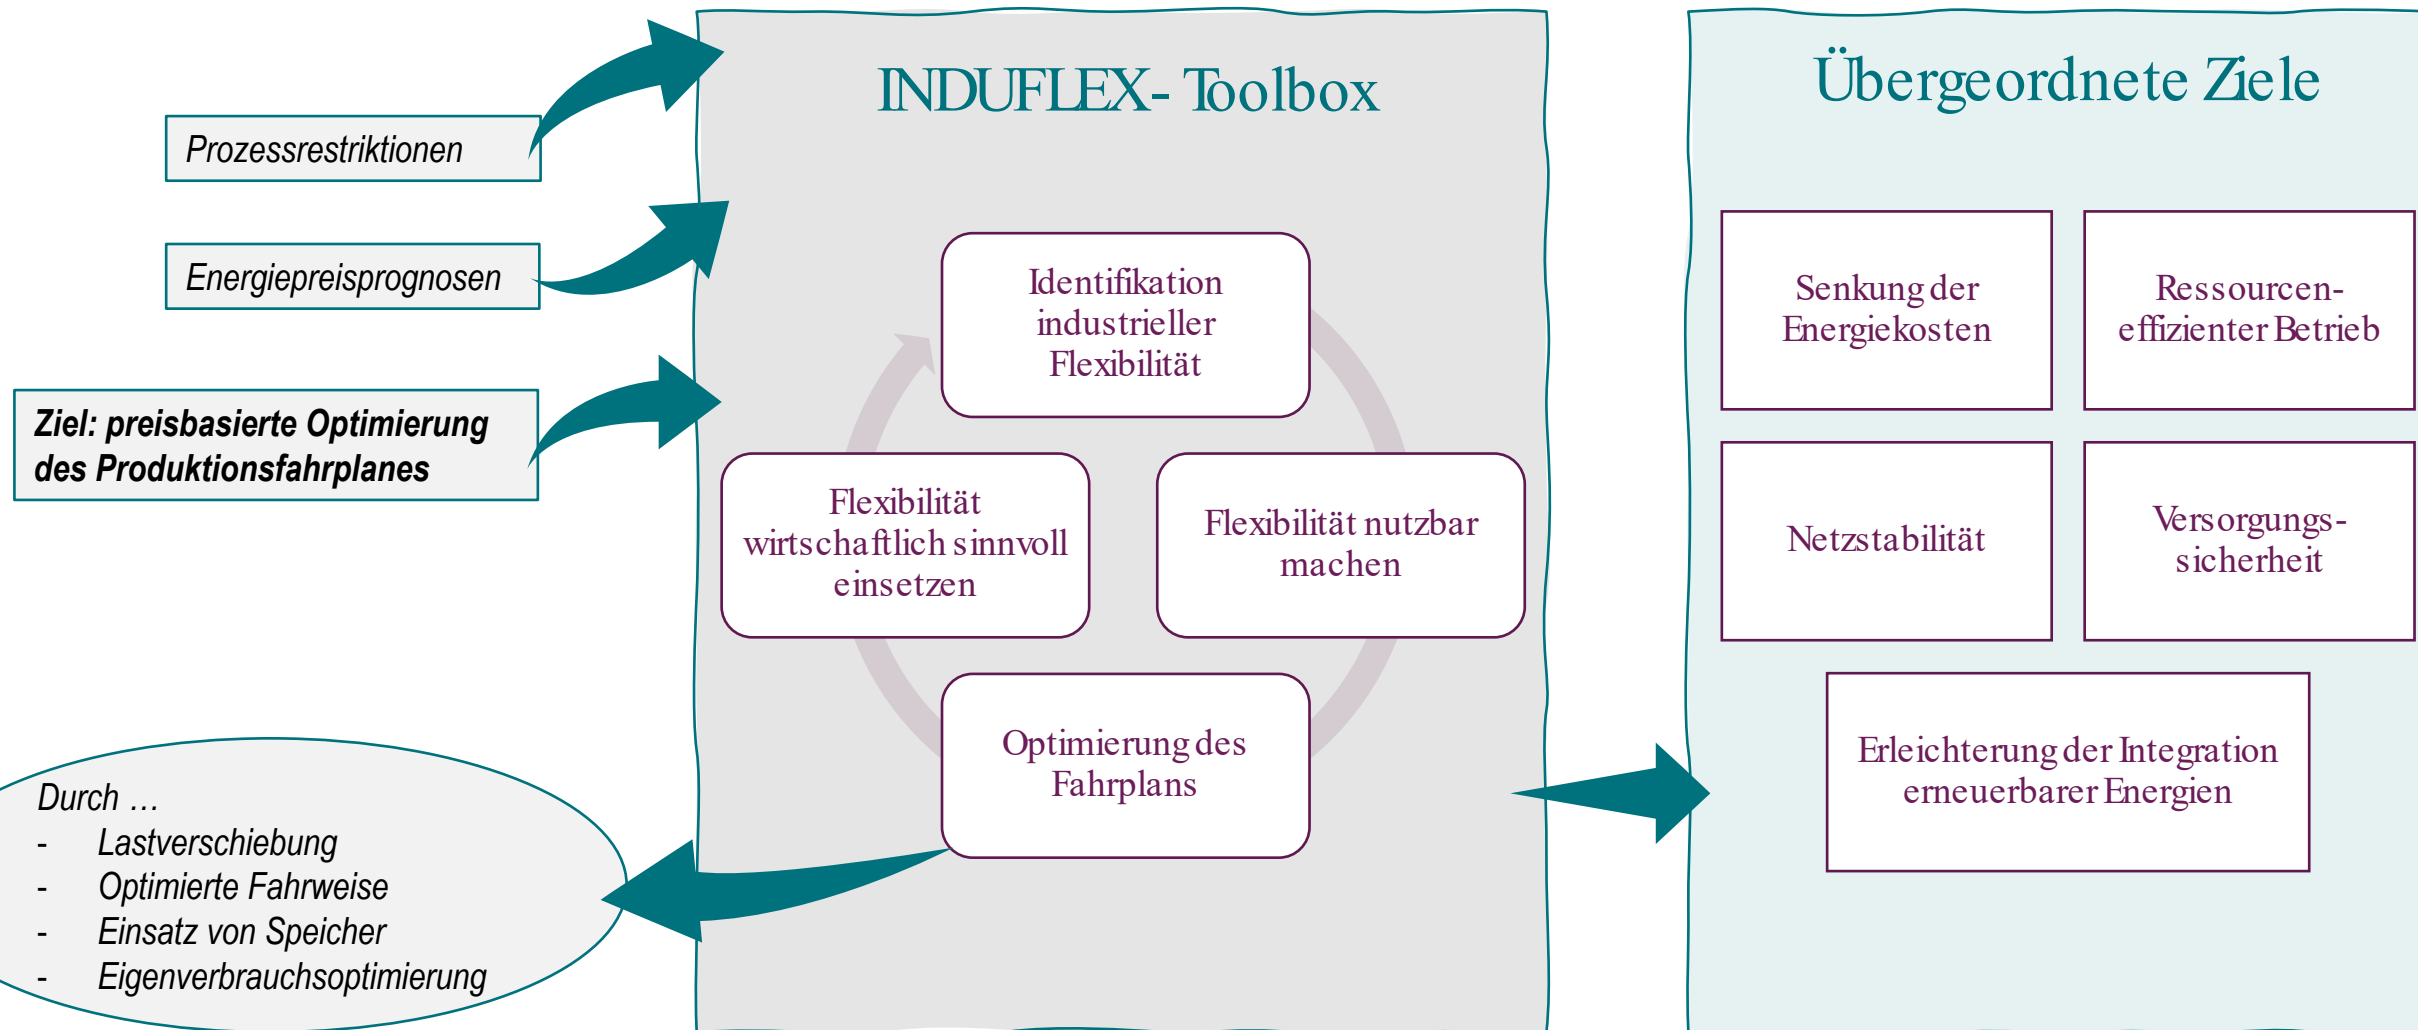 Prozessrestriktionen
Energiepreisprognosen
Ziel: preisbasierte Optimierung
des Produktionsfahrplanes
Durch …
- Lastverschiebung
- Optimierte Fahrweise
- Einsatz von Speicher
- Eigenverbrauchsoptimierung
INDUFLEX- Toolbox
Identifikation
industrieller
Flexibilität
Flexibilität
wirtschaftlich sinnvoll
einsetzen
Flexibilität nutzbar
machen
Optimierung des
Fahrplans
Übergeordnete Ziele
Senkung der
Energiekosten
Ressourcen-
effizienter Betrieb
Netzstabilität
Versorgungs-
sicherheit
Erleichterung der Integration
erneuerbarer Energien